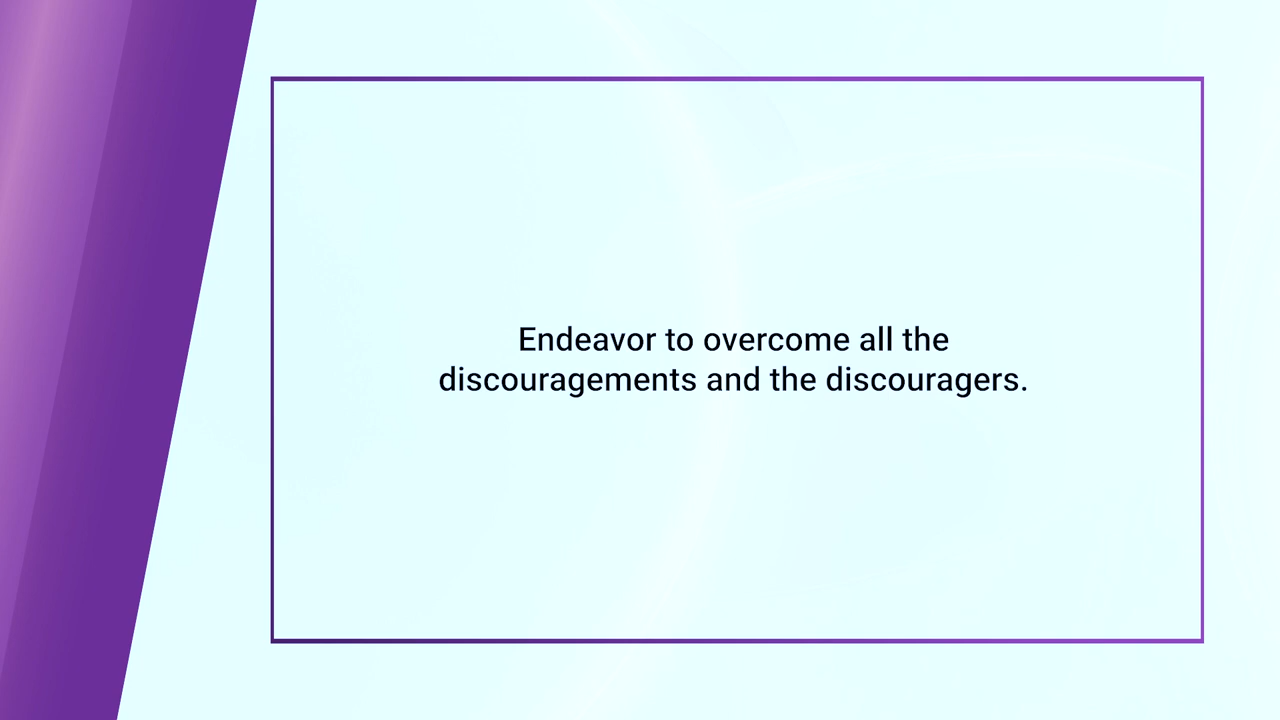 Endeavor to overcome all the
discouragements and the discouragers.